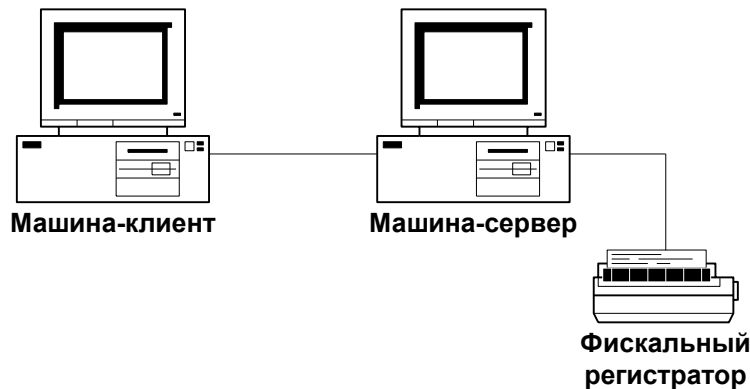 Машина-клиент
Машина-сервер
Фискальный
регистратор